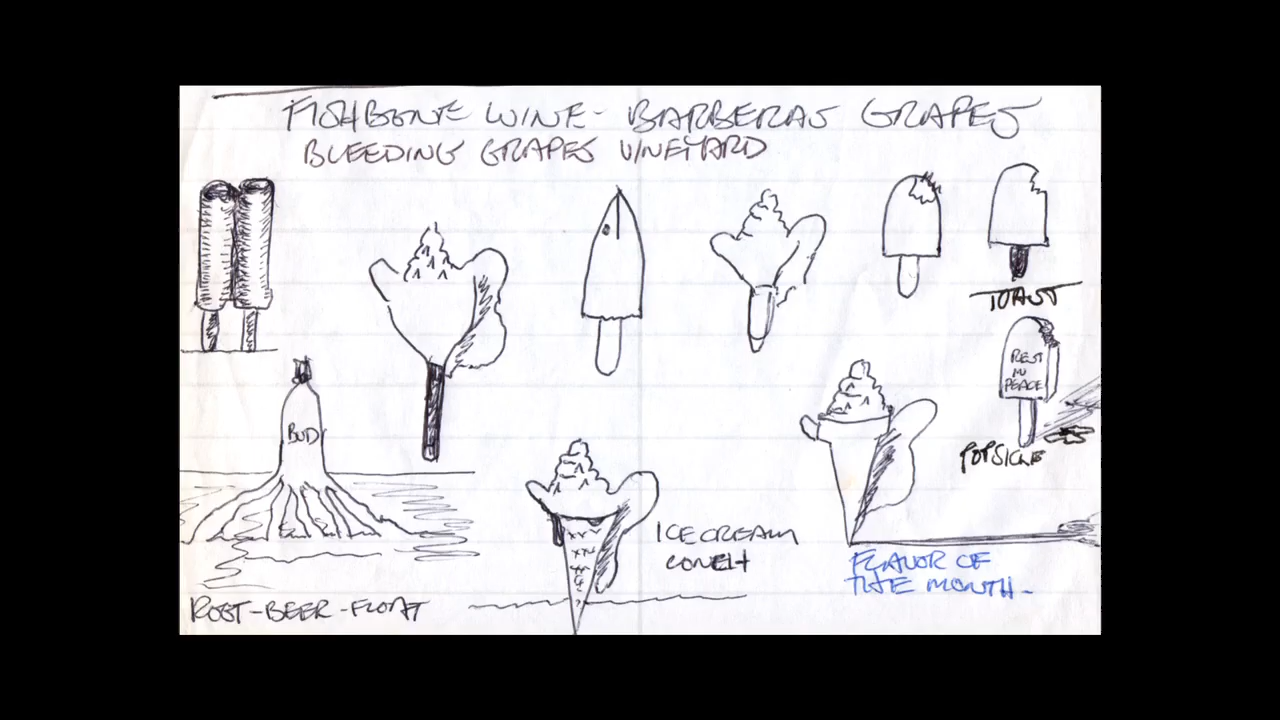 FISHBONE WINE - BARBERAS GRAPES
BLEEDING GRAPES VINEYARD
TOAST
REST
IN
PEACE
POPSICLE
BUD
ICE CREAM
CONCH
FLAVOR OF
THE MONTH -
ROOT-BEER-FLOAT